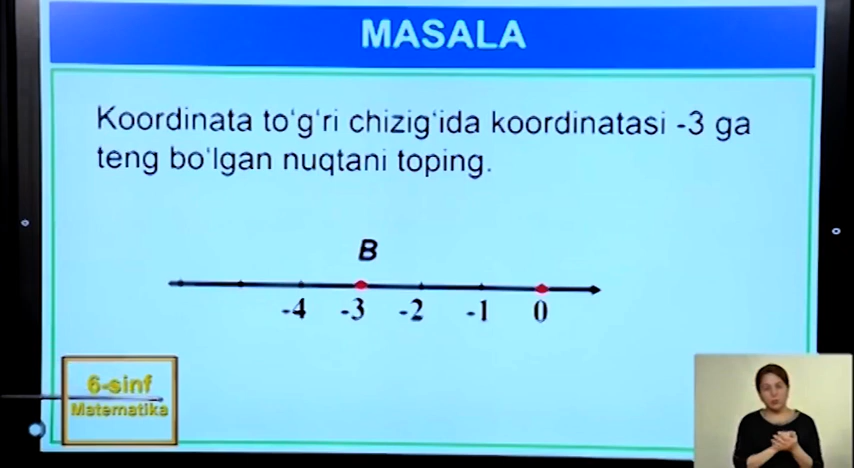 MASALA
Koordinata to'g'ri chizig'ida koordinatasi -3 ga
teng bo'lgan nuqtani toping.
B
-4 -3 -2 -1 0
6-sinf
Matematika